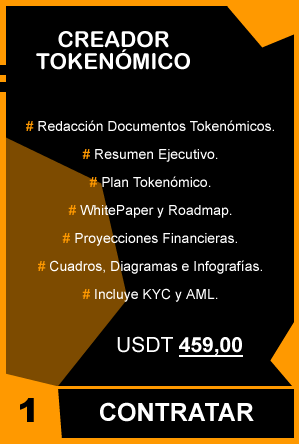 CREADOR
TOKENÓMICO
# Redacción Documentos Tokenómicos.
# Resumen Ejecutivo.
# Plan Tokenómico.
# WhitePaper y Roadmap.
# Proyecciones Financieras.
# Cuadros, Diagramas e Infografías.
# Incluye KYC y AML.
USDT 459,00
1 CONTRATAR